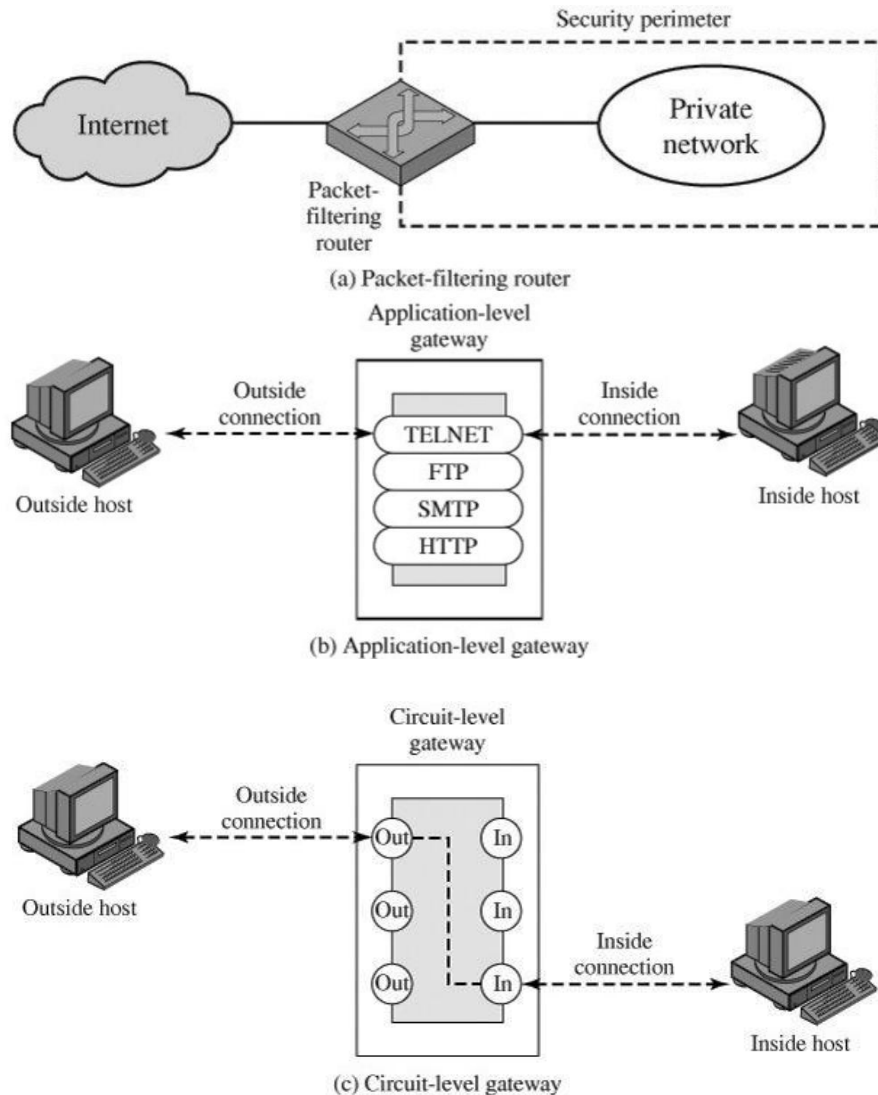 Security perimeter
Internet
Private
network
Packet-
filtering
router
(a) Packet-filtering router
Application-level
gateway
Outside
connection
Inside
connection
TELNET
FTP
SMTP
HTTP
Outside host
Inside host
(b) Application-level gateway
Circuit-level
gateway
Outside
connection
Out
In
Outside host
Out
In
Inside
connection
Out
In
Inside host
(c) Circuit-level gateway